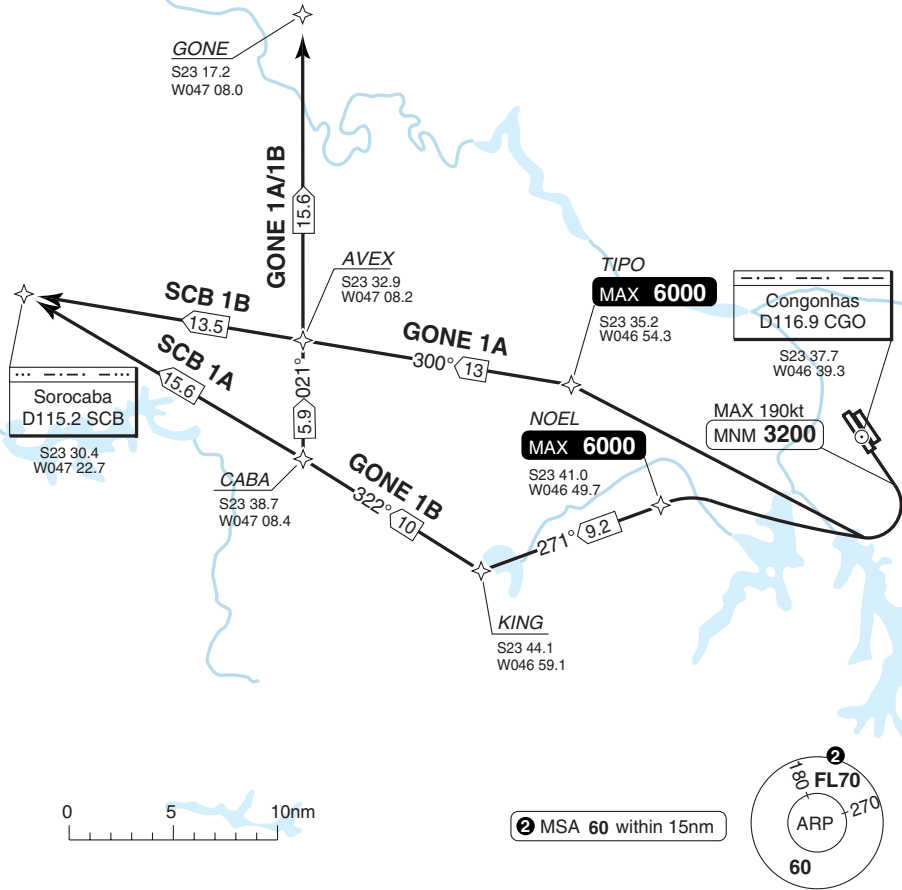 GONE
S23 17.2
W047 08.0
GONE 1A/1B
15.6
AVEX
S23 32.9
W047 08.2
TIPO
MAX 6000
S23 35.2
W046 54.3
Congonhas
D116.9 CGO
S23 37.7
W046 39.3
SCB 1B
13.5
GONE 1A
300°
13
SCB 1A
15.6
Sorocaba
D115.2 SCB
S23 30.4
W047 22.7
021°
5.9
NOEL
MAX 6000
S23 41.0
W046 49.7
MAX 190kt
MNM 3200
CABA
S23 38.7
W047 08.4
GONE 1B
322°
10
271°
9.2
KING
S23 44.1
W046 59.1
0 5 10nm
2 MSA 60 within 15nm
2
180
FL70
270
ARP
60